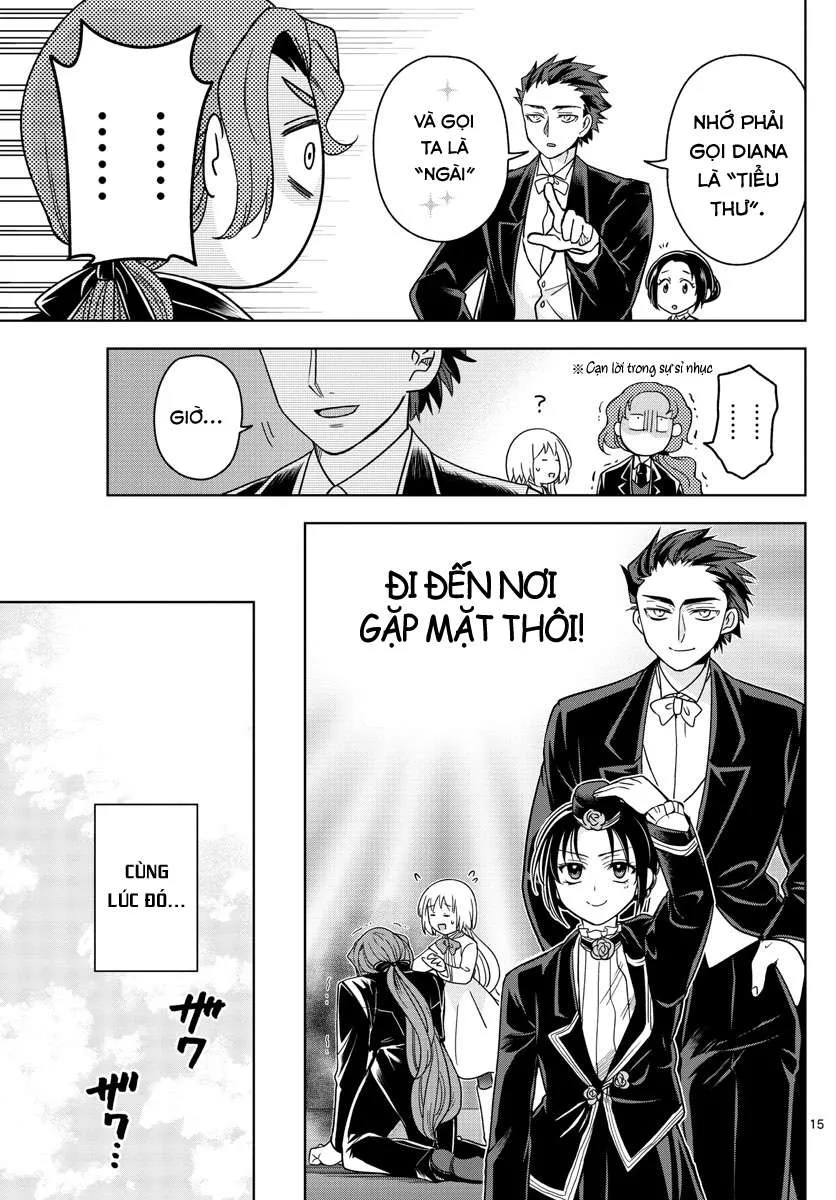 NHỚ PHẢI
GỌI DIANA
LÀ “TIỂU
THƯ”.
VÀ GỌI
TA LÀ
“NGÀI”
⋮
⋮
⋮
※ Cạn lời trong sự sỉ nhục
?
GIỜ...
ĐI ĐẾN NƠI
GẶP MẶT THÔI!
CÙNG
LÚC ĐÓ...
ザワ
ザワ…
15